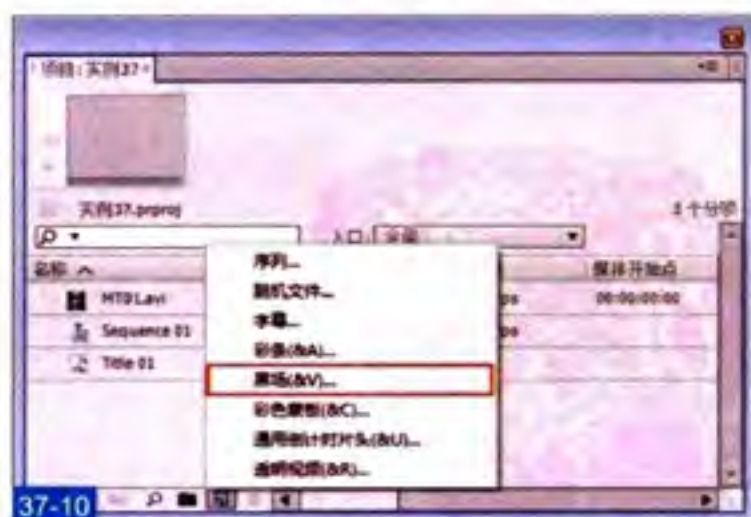 项目: 实例37
实例37.prproj
3 个分项
入口:
名称
媒体开始点
MTB1.avi
00:00:00:00
Sequence 01
Title 01
序列...
脱机文件...
字幕...
彩条(&A)...
黑场(&V)...
彩色蒙板(&C)...
通用倒计时片头(&U)...
透明视频(&R)...
37-10